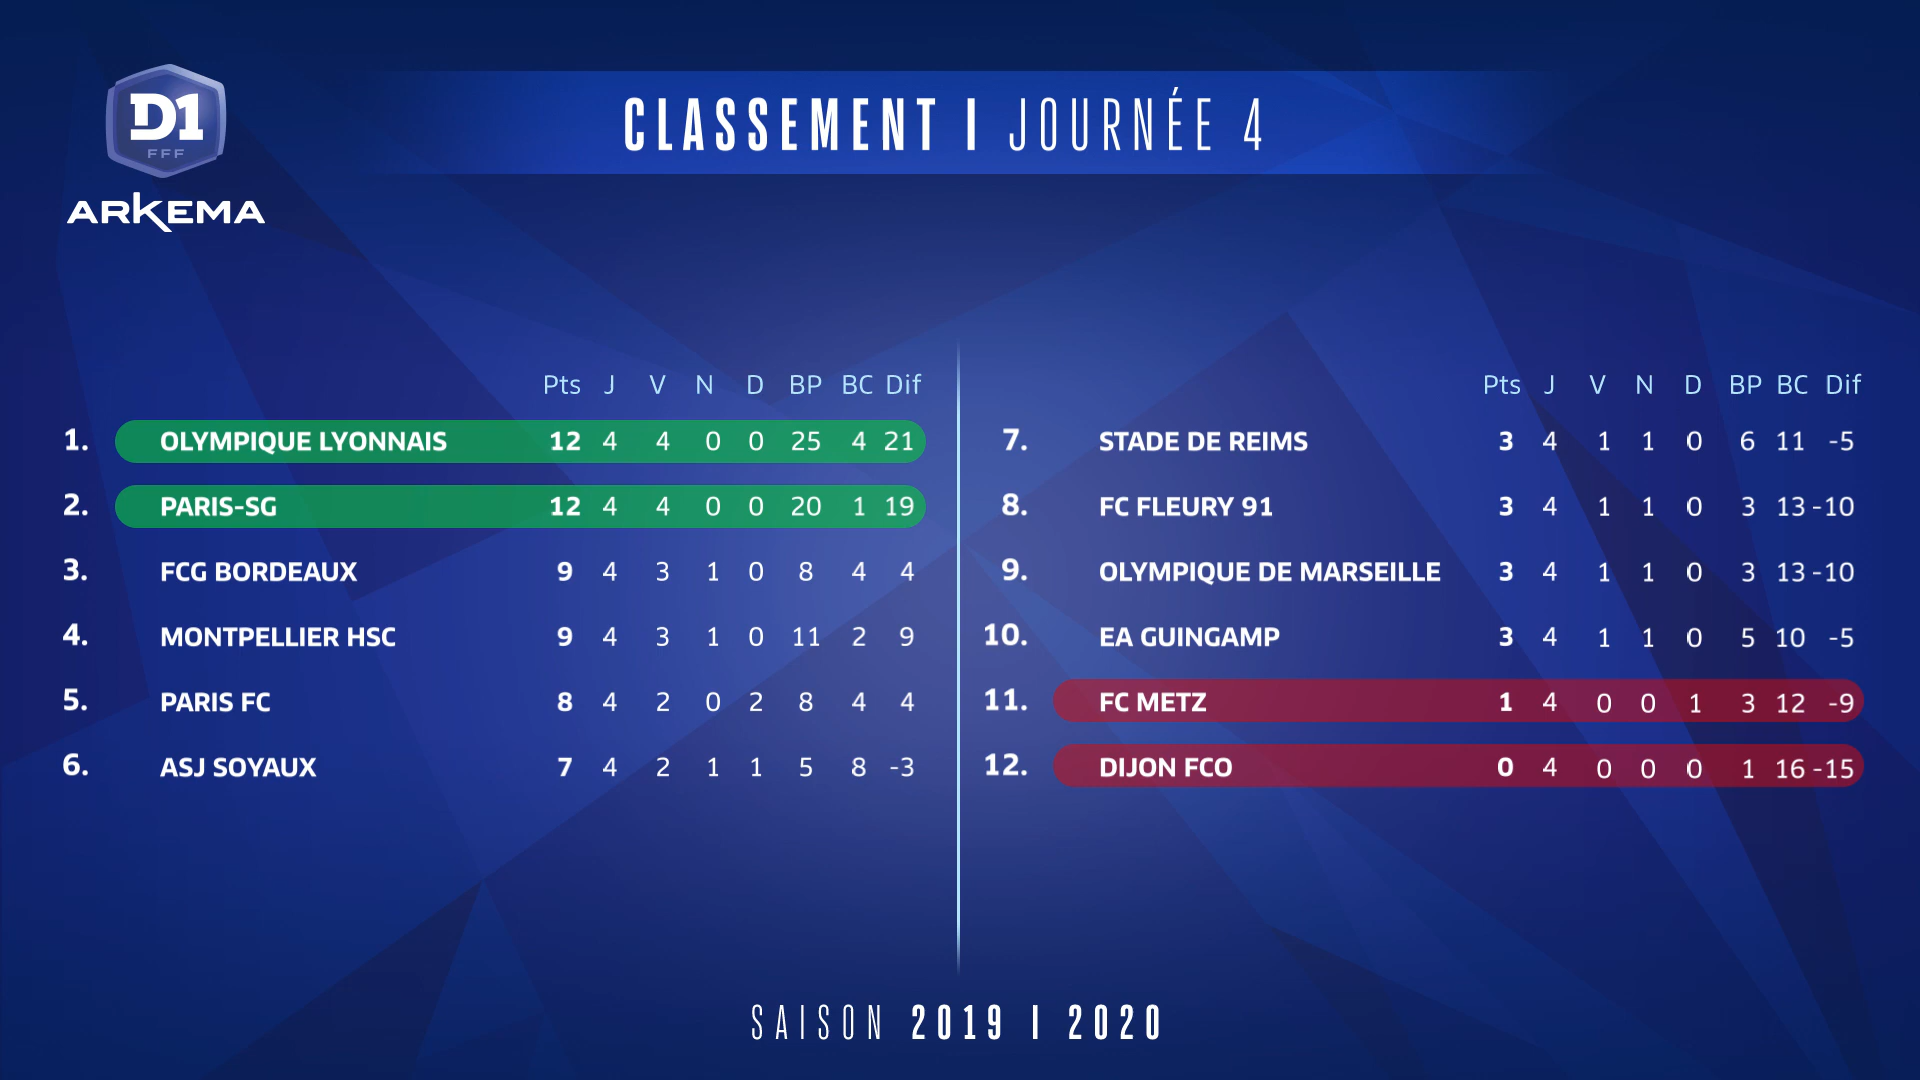 D1
FFF
ARKEMA
CLASSEMENT I JOURNÉE 4
Pts J V N D BP BC Dif
1. OLYMPIQUE LYONNAIS 12 4 4 0 0 25 4 21
2. PARIS-SG 12 4 4 0 0 20 1 19
3. FCG BORDEAUX 9 4 3 1 0 8 4 4
4. MONTPELLIER HSC 9 4 3 1 0 11 2 9
5. PARIS FC 8 4 2 0 2 8 4 4
6. ASJ SOYAUX 7 4 2 1 1 5 8 -3
Pts J V N D BP BC Dif
7. STADE DE REIMS 3 4 1 1 0 6 11 -5
8. FC FLEURY 91 3 4 1 1 0 3 13 -10
9. OLYMPIQUE DE MARSEILLE 3 4 1 1 0 3 13 -10
10. EA GUINGAMP 3 4 1 1 0 5 10 -5
11. FC METZ 1 4 0 0 1 3 12 -9
12. DIJON FCO 0 4 0 0 0 1 16 -15
SAISON 2019 I 2020